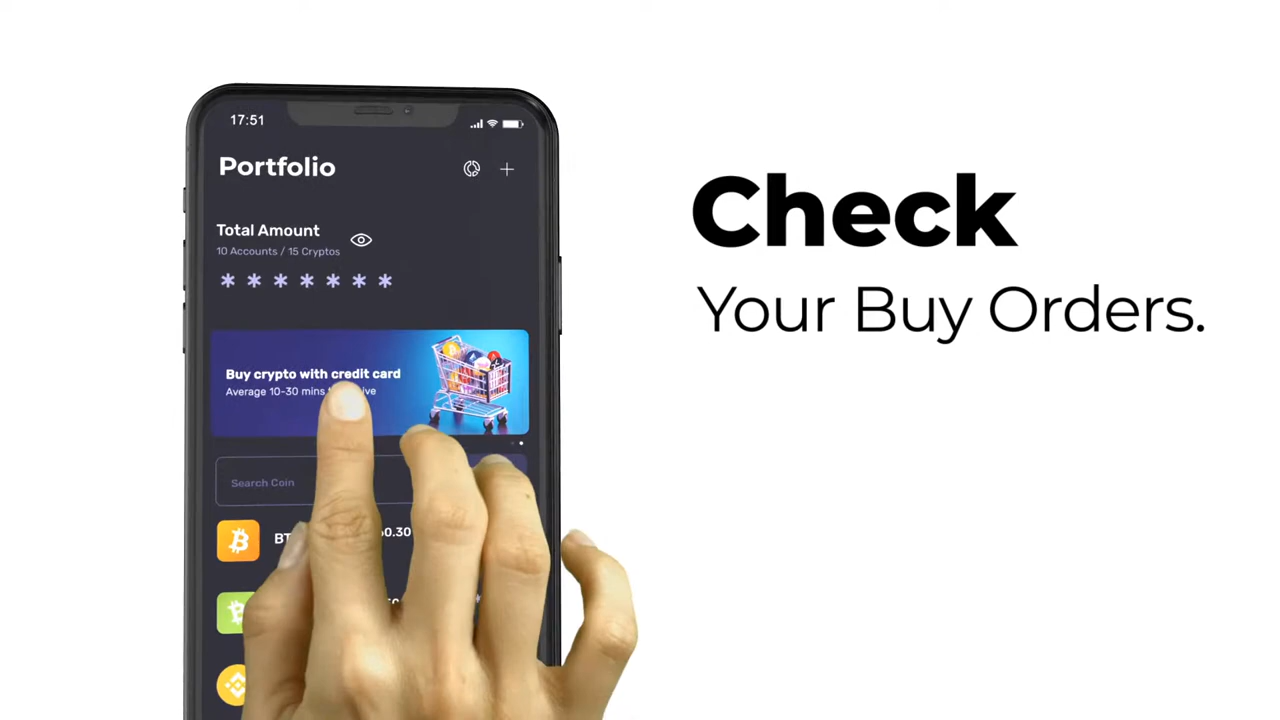 17:51
Portfolio
Total Amount
10 Accounts / 15 Cryptos
* * * * * * *
Buy crypto with credit card
Average 10-30 mins
Search Coin
Check
Your Buy Orders.